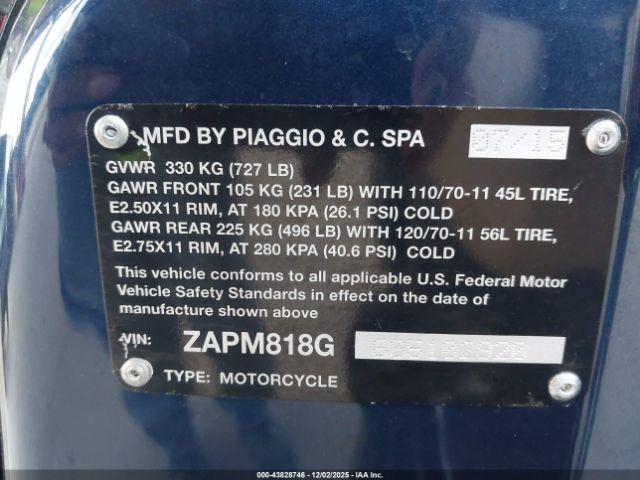 MFD BY PIAGGIO & C. SPA 07/15
GVWR 330 KG (727 LB)
GAWR FRONT 105 KG (231 LB) WITH 110/70-11 45L TIRE,
E2.50X11 RIM, AT 180 KPA (26.1 PSI) COLD
GAWR REAR 225 KG (496 LB) WITH 120/70-11 56L TIRE,
E2.75X11 RIM, AT 280 KPA (40.6 PSI) COLD
This vehicle conforms to all applicable U.S. Federal Motor
Vehicle Safety Standards in effect on the date of
manufacture shown above
VIN: ZAPM818G
TYPE: MOTORCYCLE
000-43828746 - 12/02/2025 - IAA Inc.